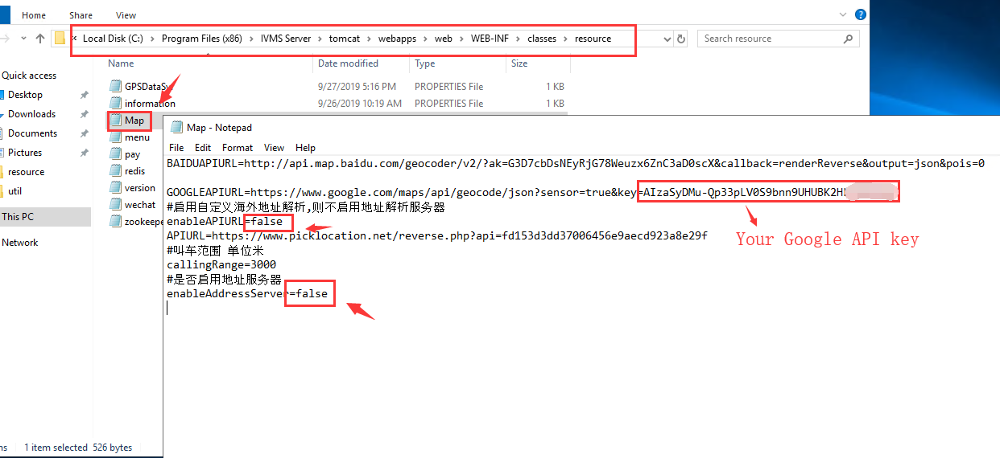 Home Share View
« Local Disk (C:) › Program Files (x86) › IVMS Server › tomcat › webapps › web › WEB-INF › classes › resource
Search resource
Name Date modified Type Size
Quick access
Desktop
Downloads
Documents
Pictures
resource
util
This PC
Network
GPSDataSy 9/27/2019 5:16 PM PROPERTIES File 1 KB
information 9/26/2019 10:19 AM PROPERTIES File 1 KB
Map
menu
pay
redis
version
wechat
zookeepe
Map - Notepad
File Edit Format View Help
BAIDUAPIURL=http://api.map.baidu.com/geocoder/v2/?ak=G3D7cbDsNEyRjG78Weuzx6ZnC3aD0scX&callback=renderReverse&output=json&pois=0
GOOGLEAPIURL=https://www.google.com/maps/api/geocode/json?sensor=true&key=AIzaSyDMu-Qp33pLV0S9bnn9UHUBK2H
#启用自定义海外地址解析,则不启用地址解析服务器
enableAPIURL=false
APIURL=https://www.picklocation.net/reverse.php?api=fd153d3dd37006456e9aecd923a8e29f
#叫车范围 单位米
callingRange=3000
#是否启用地址服务器
enableAddressServer=false
Your Google API key
1 item selected 526 bytes